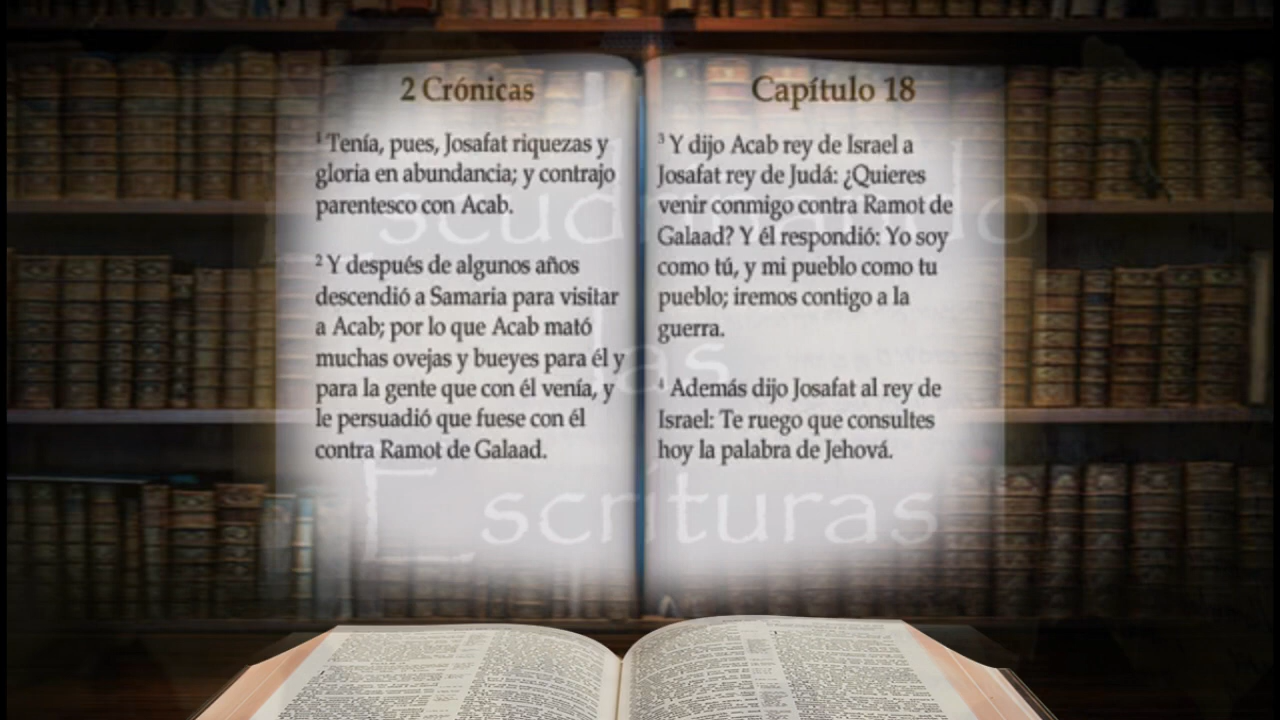 2 Crónicas
¹ Tenía, pues, Josafat riquezas y
gloria en abundancia; y contrajo
parentesco con Acab.
² Y después de algunos años
descendió a Samaria para visitar
a Acab; por lo que Acab mató
muchas ovejas y bueyes para él y
para la gente que con él venía, y
le persuadió que fuese con él
contra Ramot de Galaad.
Capítulo 18
³ Y dijo Acab rey de Israel a
Josafat rey de Judá: ¿Quieres
venir conmigo contra Ramot de
Galaad? Y él respondió: Yo soy
como tú, y mi pueblo como tu
pueblo; iremos contigo a la
guerra.
⁴ Además dijo Josafat al rey de
Israel: Te ruego que consultes
hoy la palabra de Jehová.
las
Escrituras